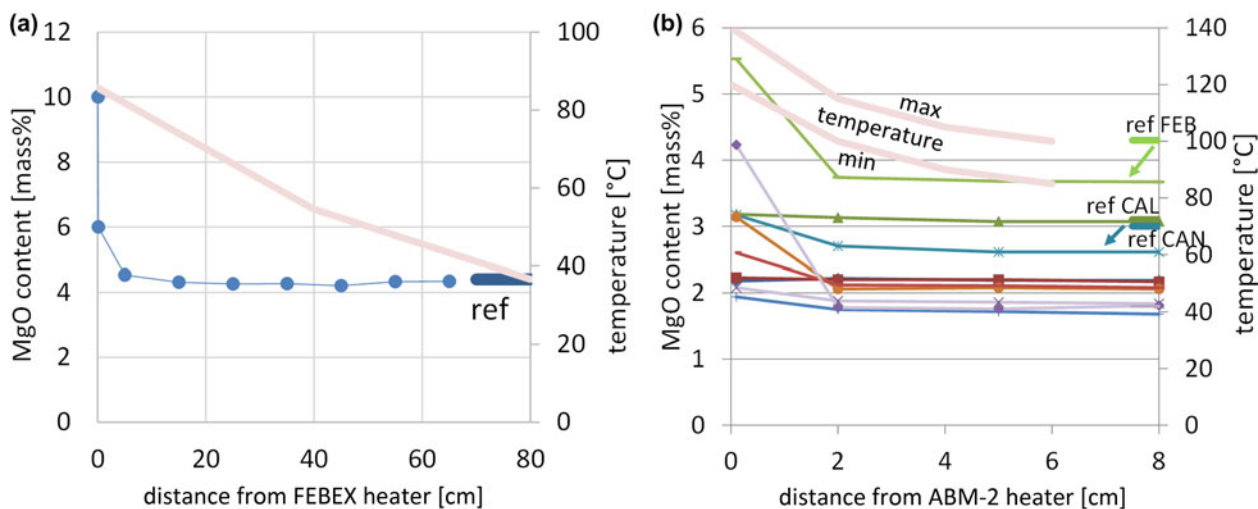 (a)
12
10
8
6
4
2
0
MgO content [mass%]
100
80
60
40
20
0
temperature [°C]
ref
0 20 40 60 80
distance from FEBEX heater [cm]
(b)
6
5
4
3
2
1
0
MgO content [mass%]
140
120
100
80
60
40
20
0
temperature [°C]
max
temperature
min
ref FEB
ref CAL
ref CAN
0 2 4 6 8
distance from ABM-2 heater [cm]